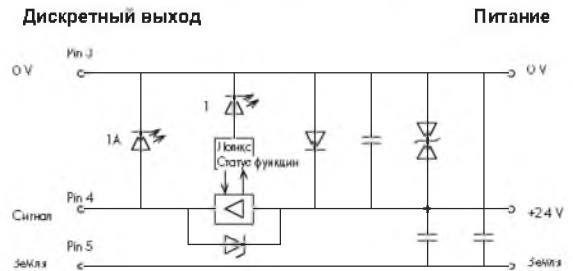 Дискретный выход
Питание
Pin 3
0 V
0 V
1
1A
Логикс
Статус функции
Pin 4
Сигнал
+24 V
Pin 5
Земля
Земля